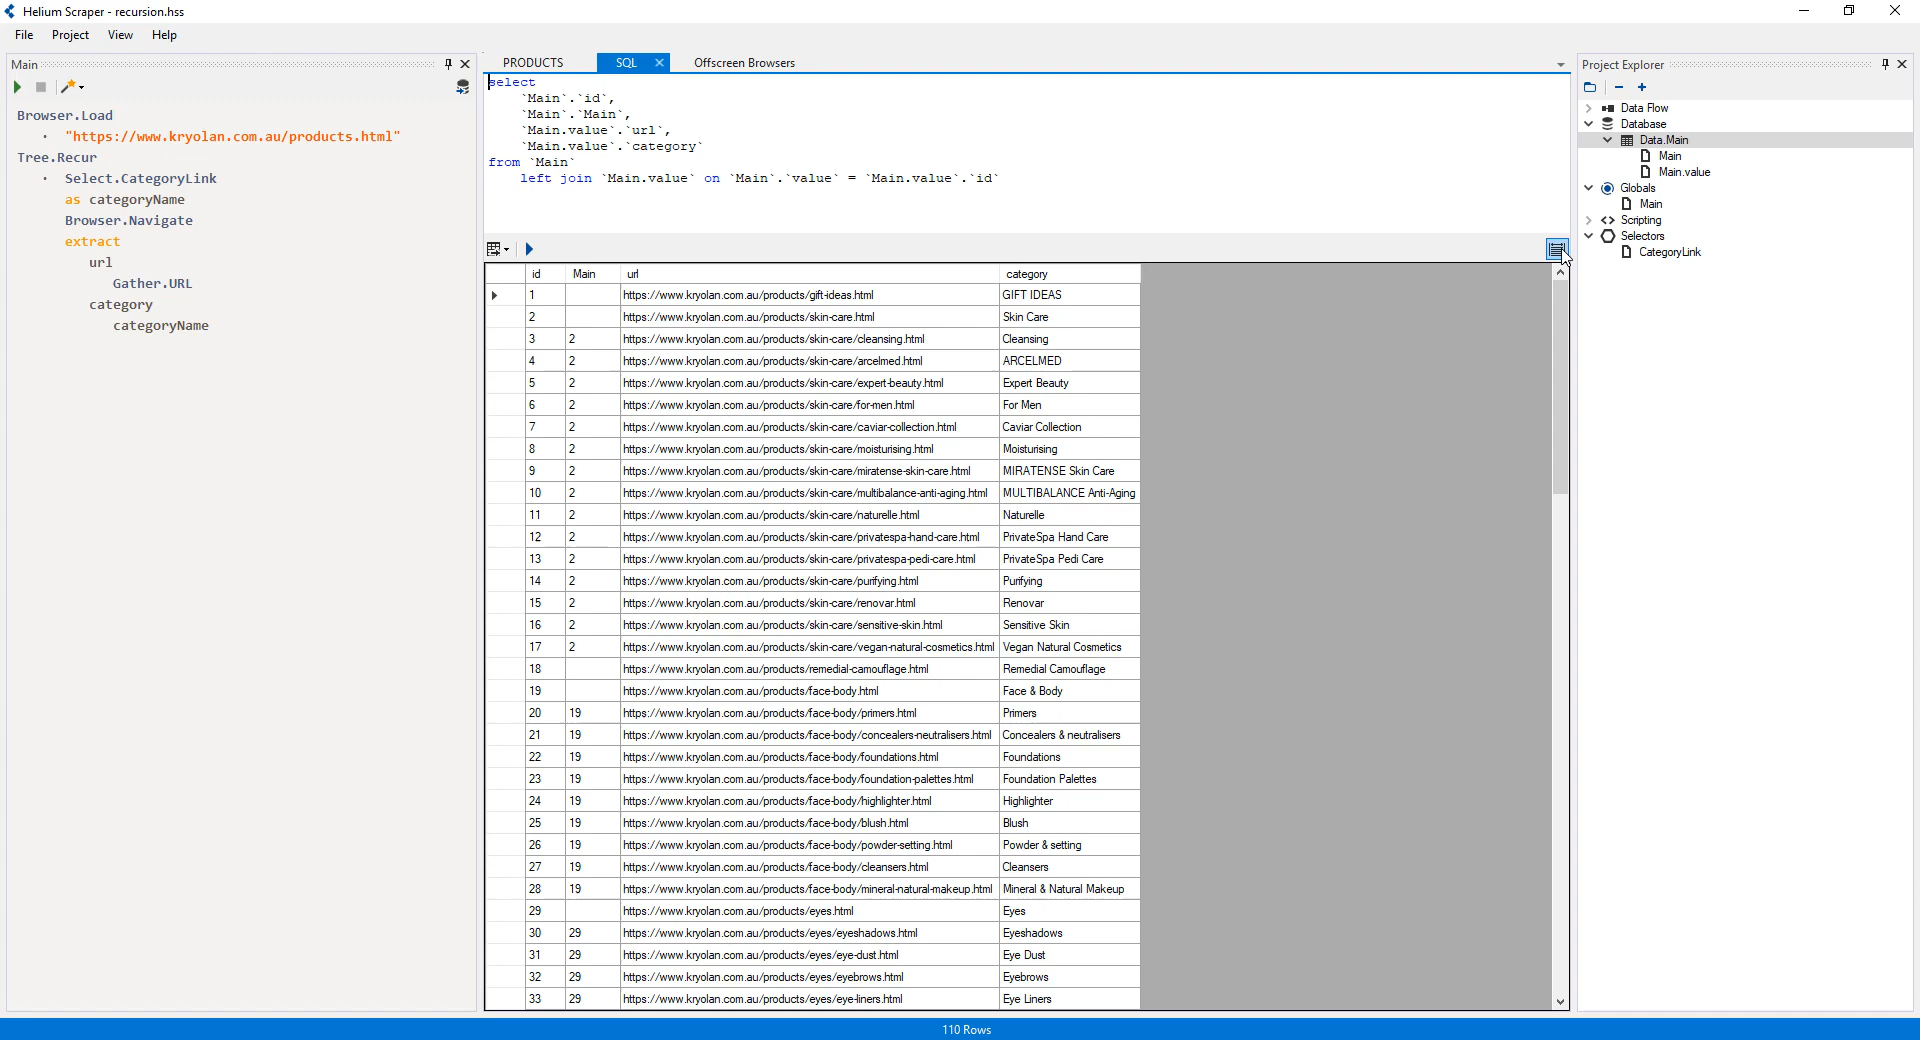 Helium Scraper - recursion.hss
File Project View Help
Main
Browser.Load
· "https://www.kryolan.com.au/products.html"
Tree.Recur
· Select.CategoryLink
as categoryName
Browser.Navigate
extract
url
Gather.URL
category
categoryName
PRODUCTS SQL Offscreen Browsers
select
`Main`.`id`,
`Main`.`Main`,
`Main.value`.`url`,
`Main.value`.`category`
from `Main`
left join `Main.value` on `Main`.`value` = `Main.value`.`id`
id Main url category
1 https://www.kryolan.com.au/products/gift-ideas.html GIFT IDEAS
2 https://www.kryolan.com.au/products/skin-care.html Skin Care
3 2 https://www.kryolan.com.au/products/skin-care/cleansing.html Cleansing
4 2 https://www.kryolan.com.au/products/skin-care/arcelmed.html ARCELMED
5 2 https://www.kryolan.com.au/products/skin-care/expert-beauty.html Expert Beauty
6 2 https://www.kryolan.com.au/products/skin-care/for-men.html For Men
7 2 https://www.kryolan.com.au/products/skin-care/caviar-collection.html Caviar Collection
8 2 https://www.kryolan.com.au/products/skin-care/moisturising.html Moisturising
9 2 https://www.kryolan.com.au/products/skin-care/miratense-skin-care.html MIRATENSE Skin Care
10 2 https://www.kryolan.com.au/products/skin-care/multibalance-anti-aging.html MULTIBALANCE Anti-Aging
11 2 https://www.kryolan.com.au/products/skin-care/naturelle.html Naturelle
12 2 https://www.kryolan.com.au/products/skin-care/privatespa-hand-care.html PrivateSpa Hand Care
13 2 https://www.kryolan.com.au/products/skin-care/privatespa-pedi-care.html PrivateSpa Pedi Care
14 2 https://www.kryolan.com.au/products/skin-care/purifying.html Purifying
15 2 https://www.kryolan.com.au/products/skin-care/renovar.html Renovar
16 2 https://www.kryolan.com.au/products/skin-care/sensitive-skin.html Sensitive Skin
17 2 https://www.kryolan.com.au/products/skin-care/vegan-natural-cosmetics.html Vegan Natural Cosmetics
18 https://www.kryolan.com.au/products/remedial-camouflage.html Remedial Camouflage
19 https://www.kryolan.com.au/products/face-body.html Face & Body
20 19 https://www.kryolan.com.au/products/face-body/primers.html Primers
21 19 https://www.kryolan.com.au/products/face-body/concealers-neutralisers.html Concealers & neutralisers
22 19 https://www.kryolan.com.au/products/face-body/foundations.html Foundations
23 19 https://www.kryolan.com.au/products/face-body/foundation-palettes.html Foundation Palettes
24 19 https://www.kryolan.com.au/products/face-body/highlighter.html Highlighter
25 19 https://www.kryolan.com.au/products/face-body/blush.html Blush
26 19 https://www.kryolan.com.au/products/face-body/powder-setting.html Powder & setting
27 19 https://www.kryolan.com.au/products/face-body/cleansers.html Cleansers
28 19 https://www.kryolan.com.au/products/face-body/mineral-natural-makeup.html Mineral & Natural Makeup
29 https://www.kryolan.com.au/products/eyes.html Eyes
30 29 https://www.kryolan.com.au/products/eyes/eyeshadows.html Eyeshadows
31 29 https://www.kryolan.com.au/products/eyes/eye-dust.html Eye Dust
32 29 https://www.kryolan.com.au/products/eyes/eyebrows.html Eyebrows
33 29 https://www.kryolan.com.au/products/eyes/eye-liners.html Eye Liners
Project Explorer
Data Flow
Database
Data.Main
Main
Main.value
Globals
Main
Scripting
Selectors
CategoryLink
110 Rows